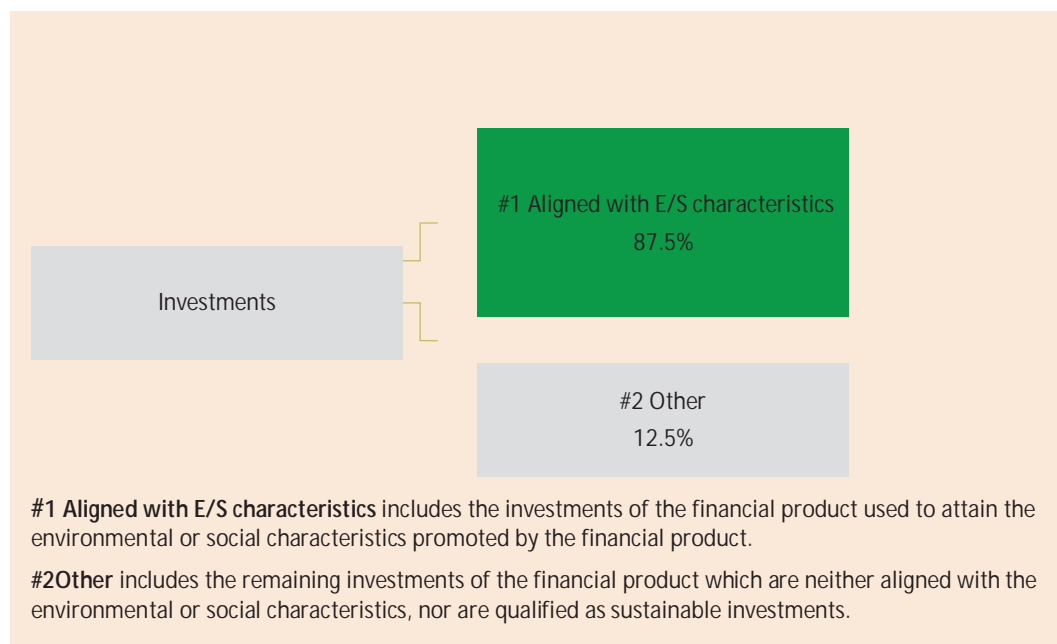 #1 Aligned with E/S characteristics
87.5%
Investments
#2 Other
12.5%
#1 Aligned with E/S characteristics includes the investments of the financial product used to attain the
environmental or social characteristics promoted by the financial product.
#2Other includes the remaining investments of the financial product which are neither aligned with the
environmental or social characteristics, nor are qualified as sustainable investments.